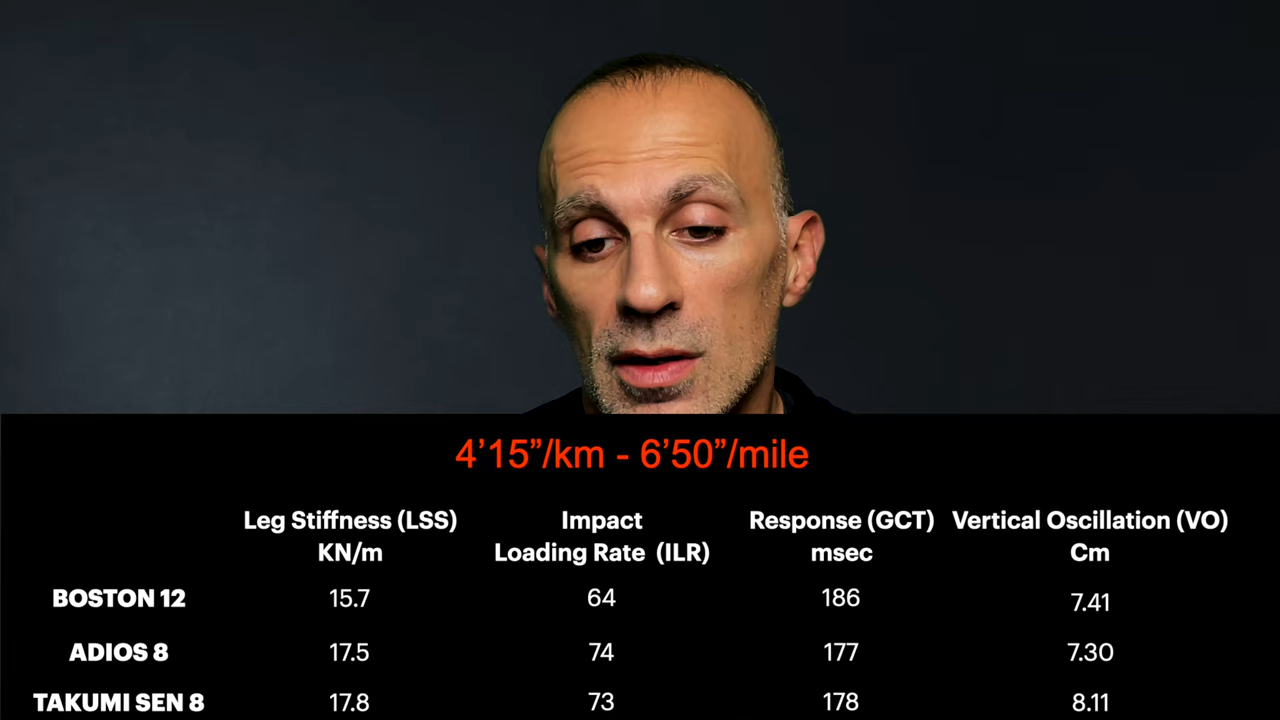 4’15”/km - 6’50”/mile
Leg Stiffness (LSS) Impact Response (GCT) Vertical Oscillation (VO)
KN/m Loading Rate (ILR) msec Cm
BOSTON 12 15.7 64 186 7.41
ADIOS 8 17.5 74 177 7.30
TAKUMI SEN 8 17.8 73 178 8.11